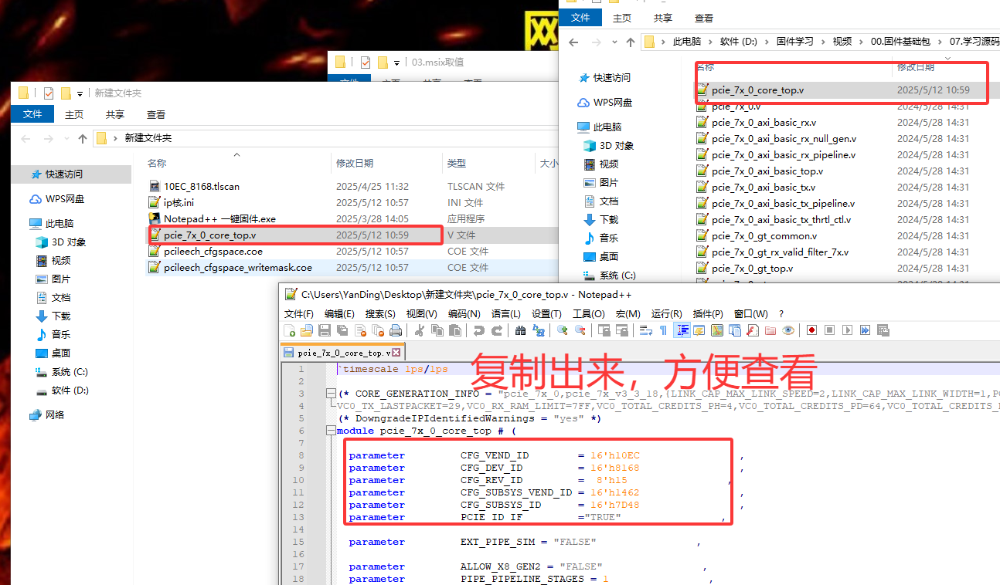 03.msix取值
新建文件夹
文件 主页 共享 查看
新建文件夹
名称 修改日期 类型 大小
快速访问
WPS网盘
此电脑
3D 对象
视频
图片
文档
下载
音乐
桌面
系统 (C:)
软件 (D:)
网络
10EC_8168.tlscan 2025/4/25 11:32 TLSCAN 文件
ip核.ini 2025/5/12 10:57 INI 文件
Notepad++ 一键固件.exe 2025/3/28 14:05 应用程序
pcie_7x_0_core_top.v 2025/5/12 10:59 V 文件
pcileech_cfgspace.coe 2025/5/12 10:57 COE 文件
pcileech_cfgspace_writemask.coe 2025/5/12 10:57 COE 文件
文件 主页 共享 查看
此电脑 软件 (D:) 固件学习 视频 00.固件基础包 07.学习源码
名称 修改日期
快速访问
WPS网盘
此电脑
3D 对象
视频
图片
文档
下载
音乐
桌面
系统 (C:)
pcie_7x_0_core_top.v 2025/5/12 10:59
pcie_7x_0.v 2024/5/28 14:31
pcie_7x_0_axi_basic_rx.v 2024/5/28 14:31
pcie_7x_0_axi_basic_rx_null_gen.v 2024/5/28 14:31
pcie_7x_0_axi_basic_rx_pipeline.v 2024/5/28 14:31
pcie_7x_0_axi_basic_top.v 2024/5/28 14:31
pcie_7x_0_axi_basic_tx.v 2024/5/28 14:31
pcie_7x_0_axi_basic_tx_pipeline.v 2024/5/28 14:31
pcie_7x_0_axi_basic_tx_thrtl_ctl.v 2024/5/28 14:31
pcie_7x_0_gt_common.v 2024/5/28 14:31
pcie_7x_0_gt_rx_valid_filter_7x.v 2024/5/28 14:31
pcie_7x_0_gt_top.v 2024/5/28 14:31
C:\Users\YanDing\Desktop\新建文件夹\pcie_7x_0_core_top.v - Notepad++
文件(F) 编辑(E) 搜索(S) 视图(V) 编码(N) 语言(L) 设置(T) 工具(O) 宏(M) 运行(R) 插件(P) 窗口(W) ?
pcie_7x_0_core_top.v
复制出来，方便查看
1 `timescale 1ps/1ps
2
3 (* CORE_GENERATION_INFO = "pcie_7x_0,pcie_7x_v3_3_18,{LINK_CAP_MAX_LINK_SPEED=2,LINK_CAP_MAX_LINK_WIDTH=1,
4 VC0_TX_LASTPACKET=29,VC0_RX_RAM_LIMIT=7FF,VC0_TOTAL_CREDITS_PH=4,VC0_TOTAL_CREDITS_PD=64,VC0_TOTAL_CREDITS_
5 (* DowngradeIPIdentifiedWarnings = "yes" *)
6 module pcie_7x_0_core_top # (
7
8 parameter CFG_VEND_ID = 16'h10EC ,
9 parameter CFG_DEV_ID = 16'h8168 ,
10 parameter CFG_REV_ID = 8'h15 ,
11 parameter CFG_SUBSYS_VEND_ID = 16'h1462 ,
12 parameter CFG_SUBSYS_ID = 16'h7D48 ,
13 parameter PCIE_ID_IF ="TRUE" ,
14
15 parameter EXT_PIPE_SIM = "FALSE" ,
16
17 parameter ALLOW_X8_GEN2 = "FALSE" ,
18 parameter PIPE_PIPELINE_STAGES = 1 ,